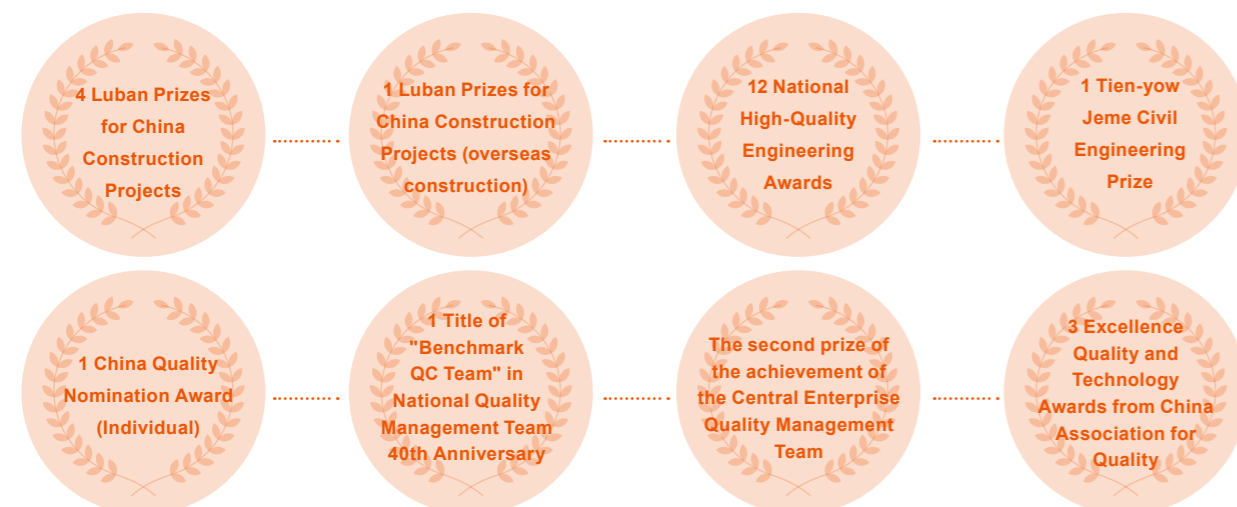 4 Luban Prizes
for China
Construction
Projects
1 Luban Prizes for
China Construction
Projects (overseas
construction)
12 National
High-Quality
Engineering
Awards
1 Tien-yow
Jeme Civil
Engineering
Prize
1 China Quality
Nomination Award
(Individual)
1 Title of
"Benchmark
QC Team" in
National Quality
Management Team
40th Anniversary
The second prize of
the achievement of
the Central Enterprise
Quality Management
Team
3 Excellence
Quality and
Technology
Awards from China
Association for
Quality